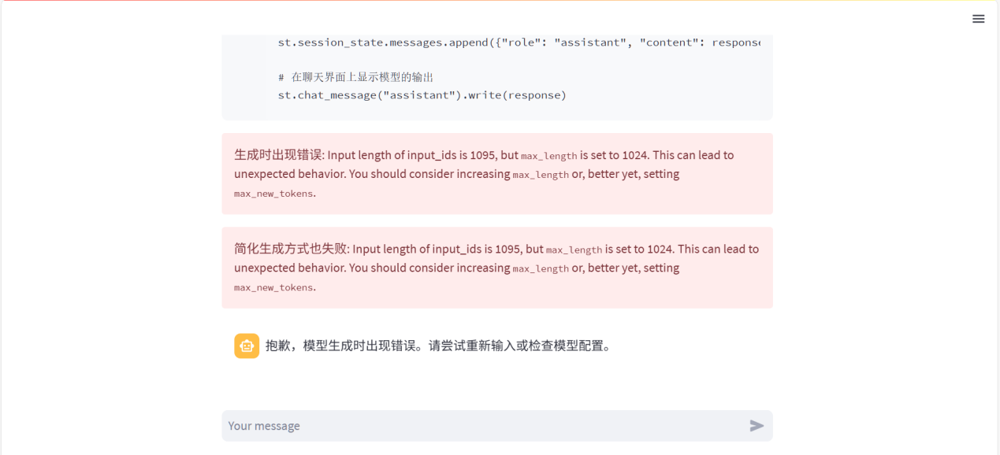 st.session_state.messages.append({"role": "assistant", "content": response
# 在聊天界面上显示模型的输出
st.chat_message("assistant").write(response)
生成时出现错误: Input length of input_ids is 1095, but max_length is set to 1024. This can lead to
unexpected behavior. You should consider increasing max_length or, better yet, setting
max_new_tokens.
简化生成方式也失败: Input length of input_ids is 1095, but max_length is set to 1024. This can lead to
unexpected behavior. You should consider increasing max_length or, better yet, setting
max_new_tokens.
抱歉，模型生成时出现错误。请尝试重新输入或检查模型配置。
Your message